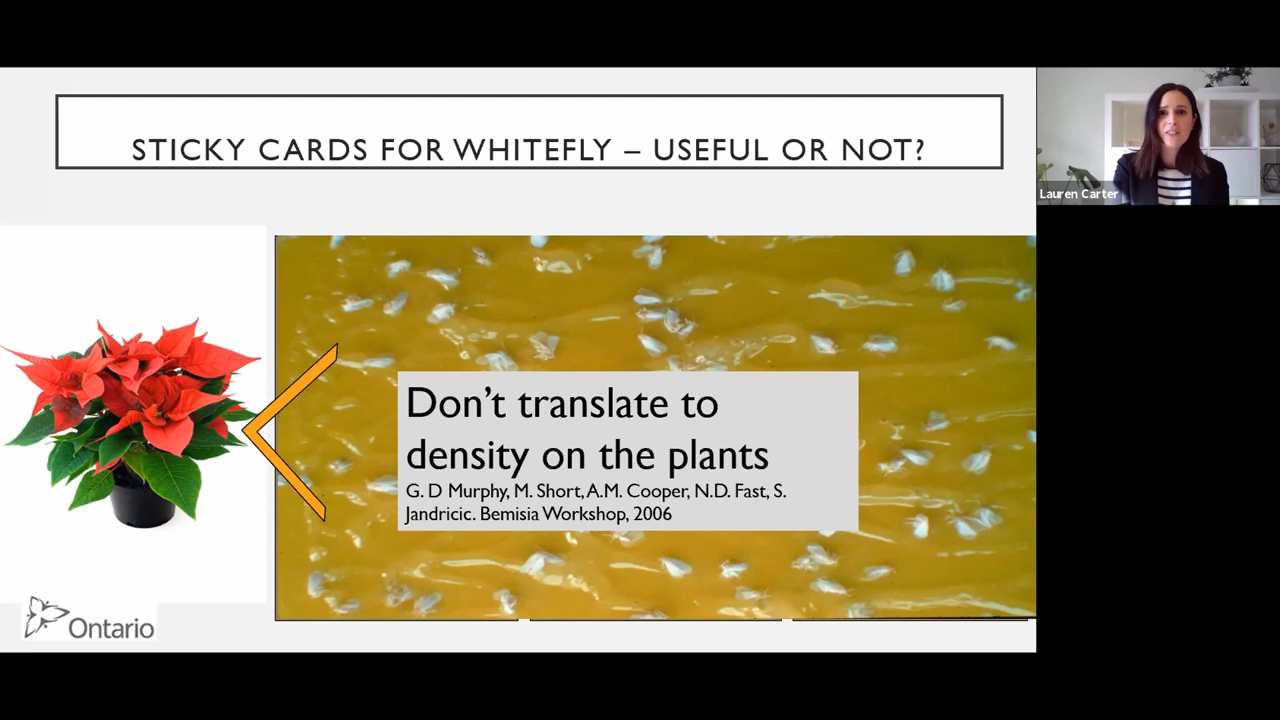 STICKY CARDS FOR WHITEFLY – USEFUL OR NOT?
Lauren Carter
Don’t translate to
density on the plants
G. D Murphy, M. Short, A.M. Cooper, N.D. Fast, S.
Jandricic. Bemisia Workshop, 2006
Ontario